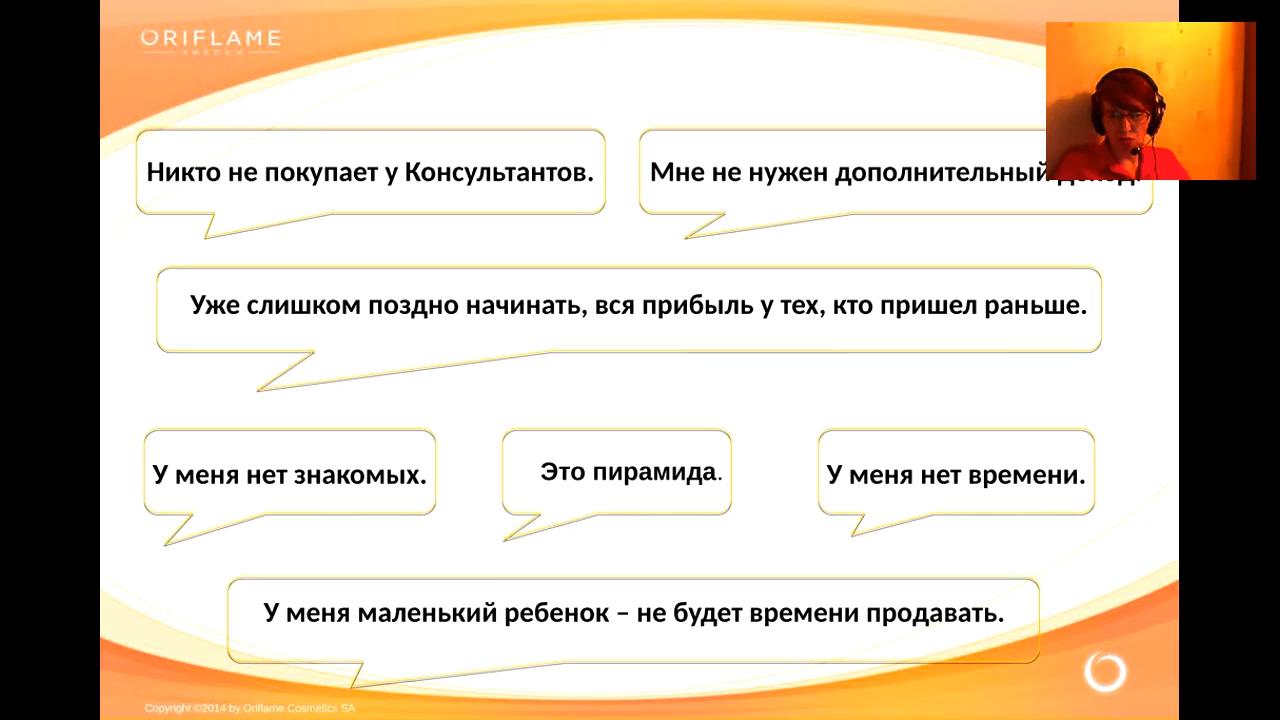 ORIFLAME
SWEDEN
Никто не покупает у Консультантов.
Мне не нужен дополнительный
Уже слишком поздно начинать, вся прибыль у тех, кто пришел раньше.
У меня нет знакомых.
Это пирамида.
У меня нет времени.
У меня маленький ребенок – не будет времени продавать.
Copyright ©2014 by Oriflame Cosmetics SA